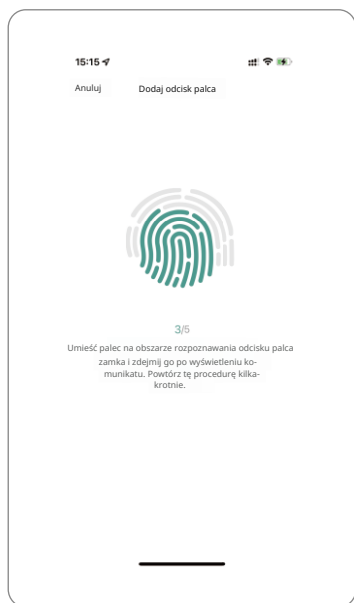 15:15
Anuluj Dodaj odcisk palca
3/5
Umieść palec na obszarze rozpoznawania odcisku palca
zamka i zdejmij go po wyświetleniu ko-
munikatu. Powtórz tę procedurę kilka-
krotnie.